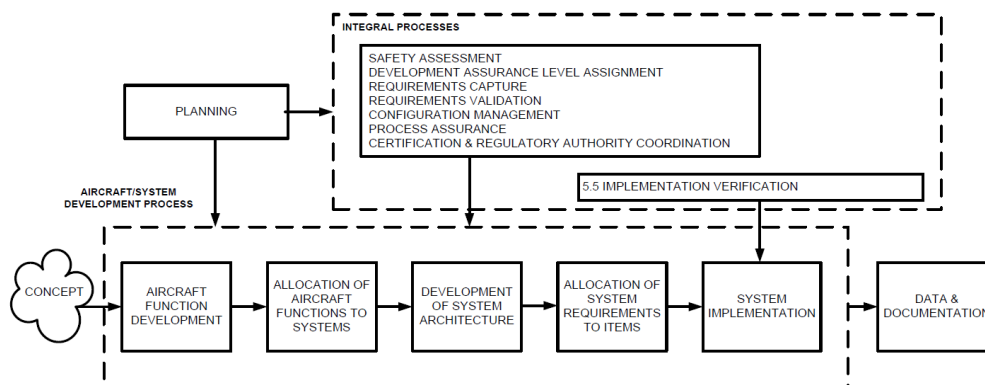 INTEGRAL PROCESSES
SAFETY ASSESSMENT
DEVELOPMENT ASSURANCE LEVEL ASSIGNMENT
REQUIREMENTS CAPTURE
REQUIREMENTS VALIDATION
CONFIGURATION MANAGEMENT
PROCESS ASSURANCE
CERTIFICATION & REGULATORY AUTHORITY COORDINATION
PLANNING
5.5 IMPLEMENTATION VERIFICATION
AIRCRAFT/SYSTEM
DEVELOPMENT PROCESS
CONCEPT
AIRCRAFT
FUNCTION
DEVELOPMENT
ALLOCATION OF
AIRCRAFT
FUNCTIONS TO
SYSTEMS
DEVELOPMENT
OF SYSTEM
ARCHITECTURE
ALLOCATION OF
SYSTEM
REQUIREMENTS
TO ITEMS
SYSTEM
IMPLEMENTATION
DATA &
DOCUMENTATION